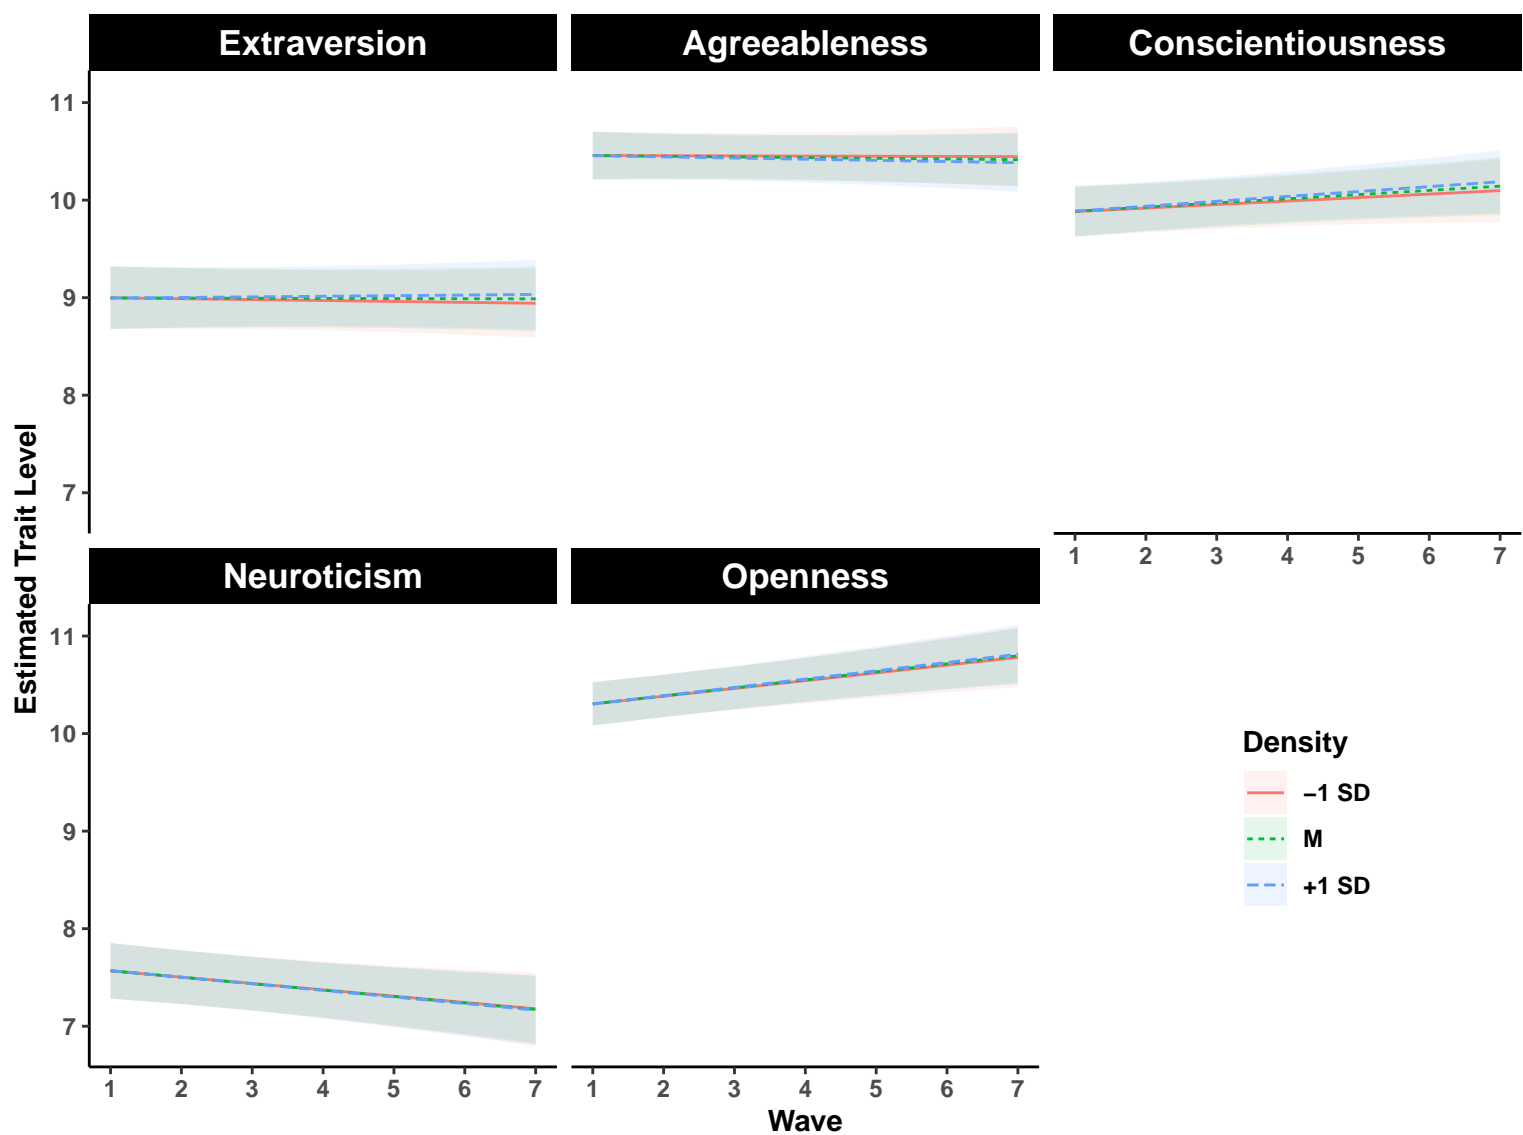 Extraversion Agreeableness Conscientiousness
11
10
9
8
7
1 2 3 4 5 6 7
Estimated Trait Level
Neuroticism Openness
11
10
9
8
7
1 2 3 4 5 6 7 1 2 3 4 5 6 7
Wave
Density
−1 SD
M
+1 SD